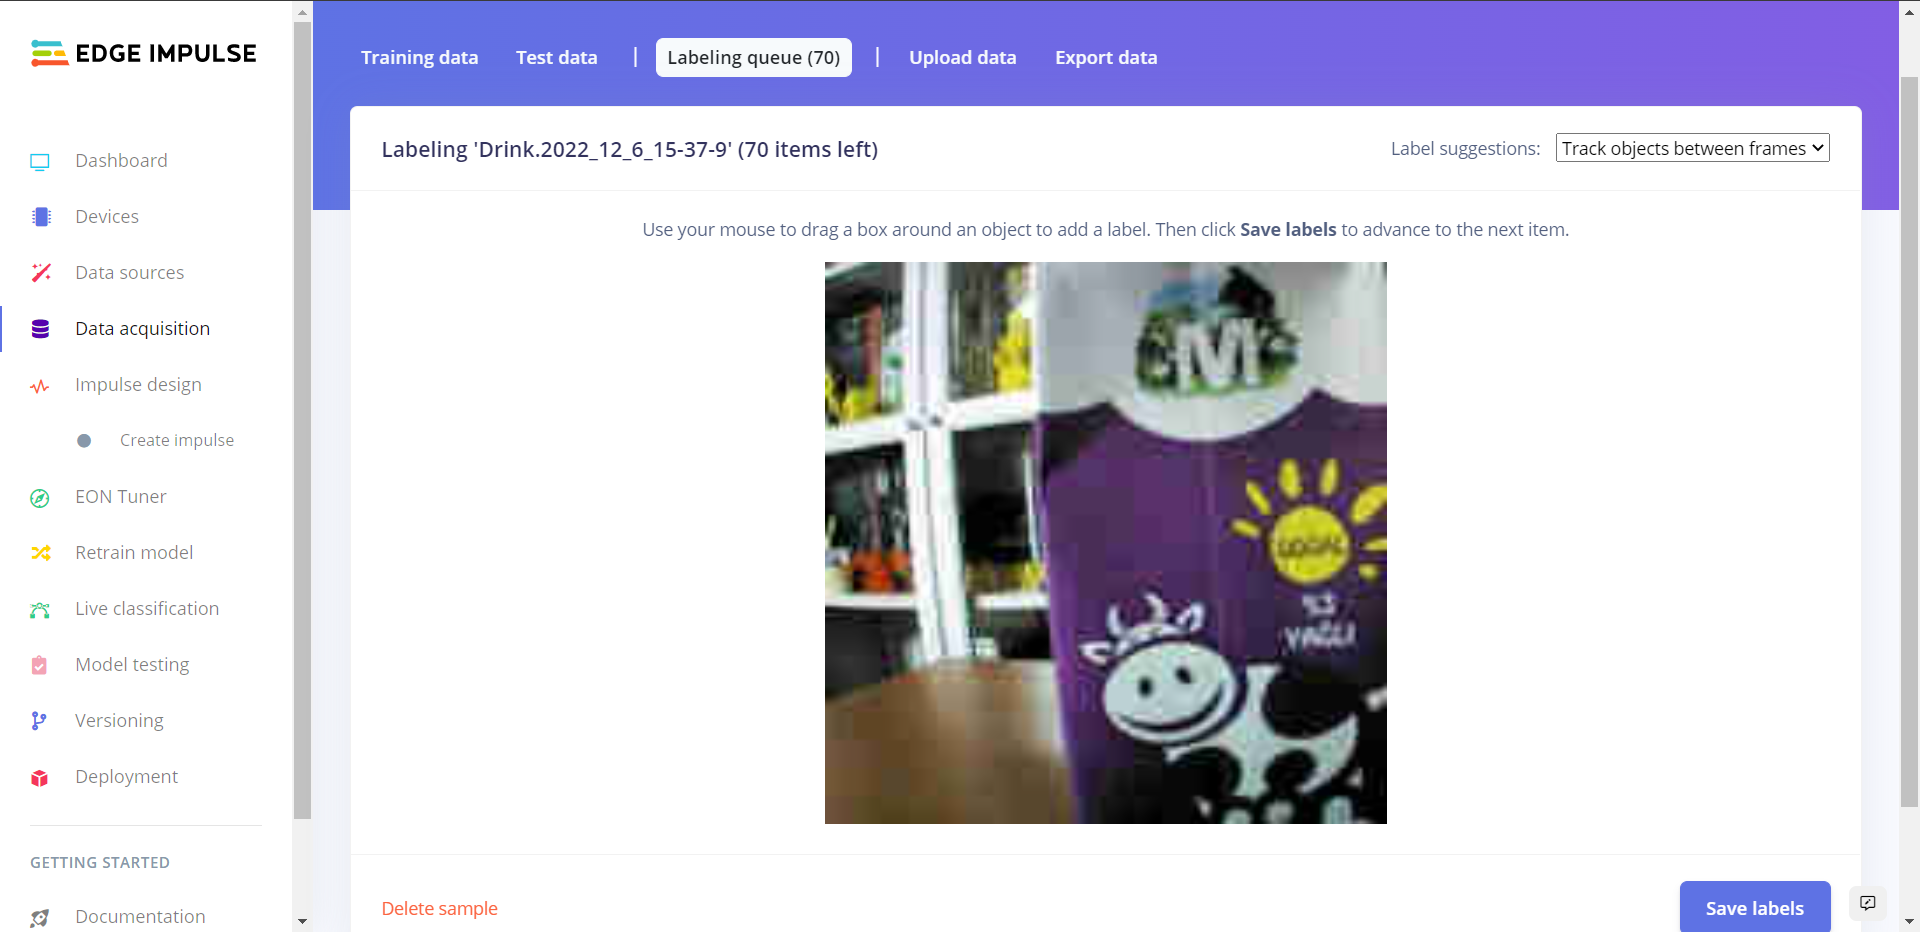 EDGE IMPULSE
Dashboard
Devices
Data sources
Data acquisition
Impulse design
Create impulse
EON Tuner
Retrain model
Live classification
Model testing
Versioning
Deployment
GETTING STARTED
Documentation
Training data Test data | Labeling queue (70) | Upload data Export data
Labeling 'Drink.2022_12_6_15-37-9' (70 items left)
Label suggestions: Track objects between frames
Use your mouse to drag a box around an object to add a label. Then click Save labels to advance to the next item.
YAĞLI
Delete sample
Save labels